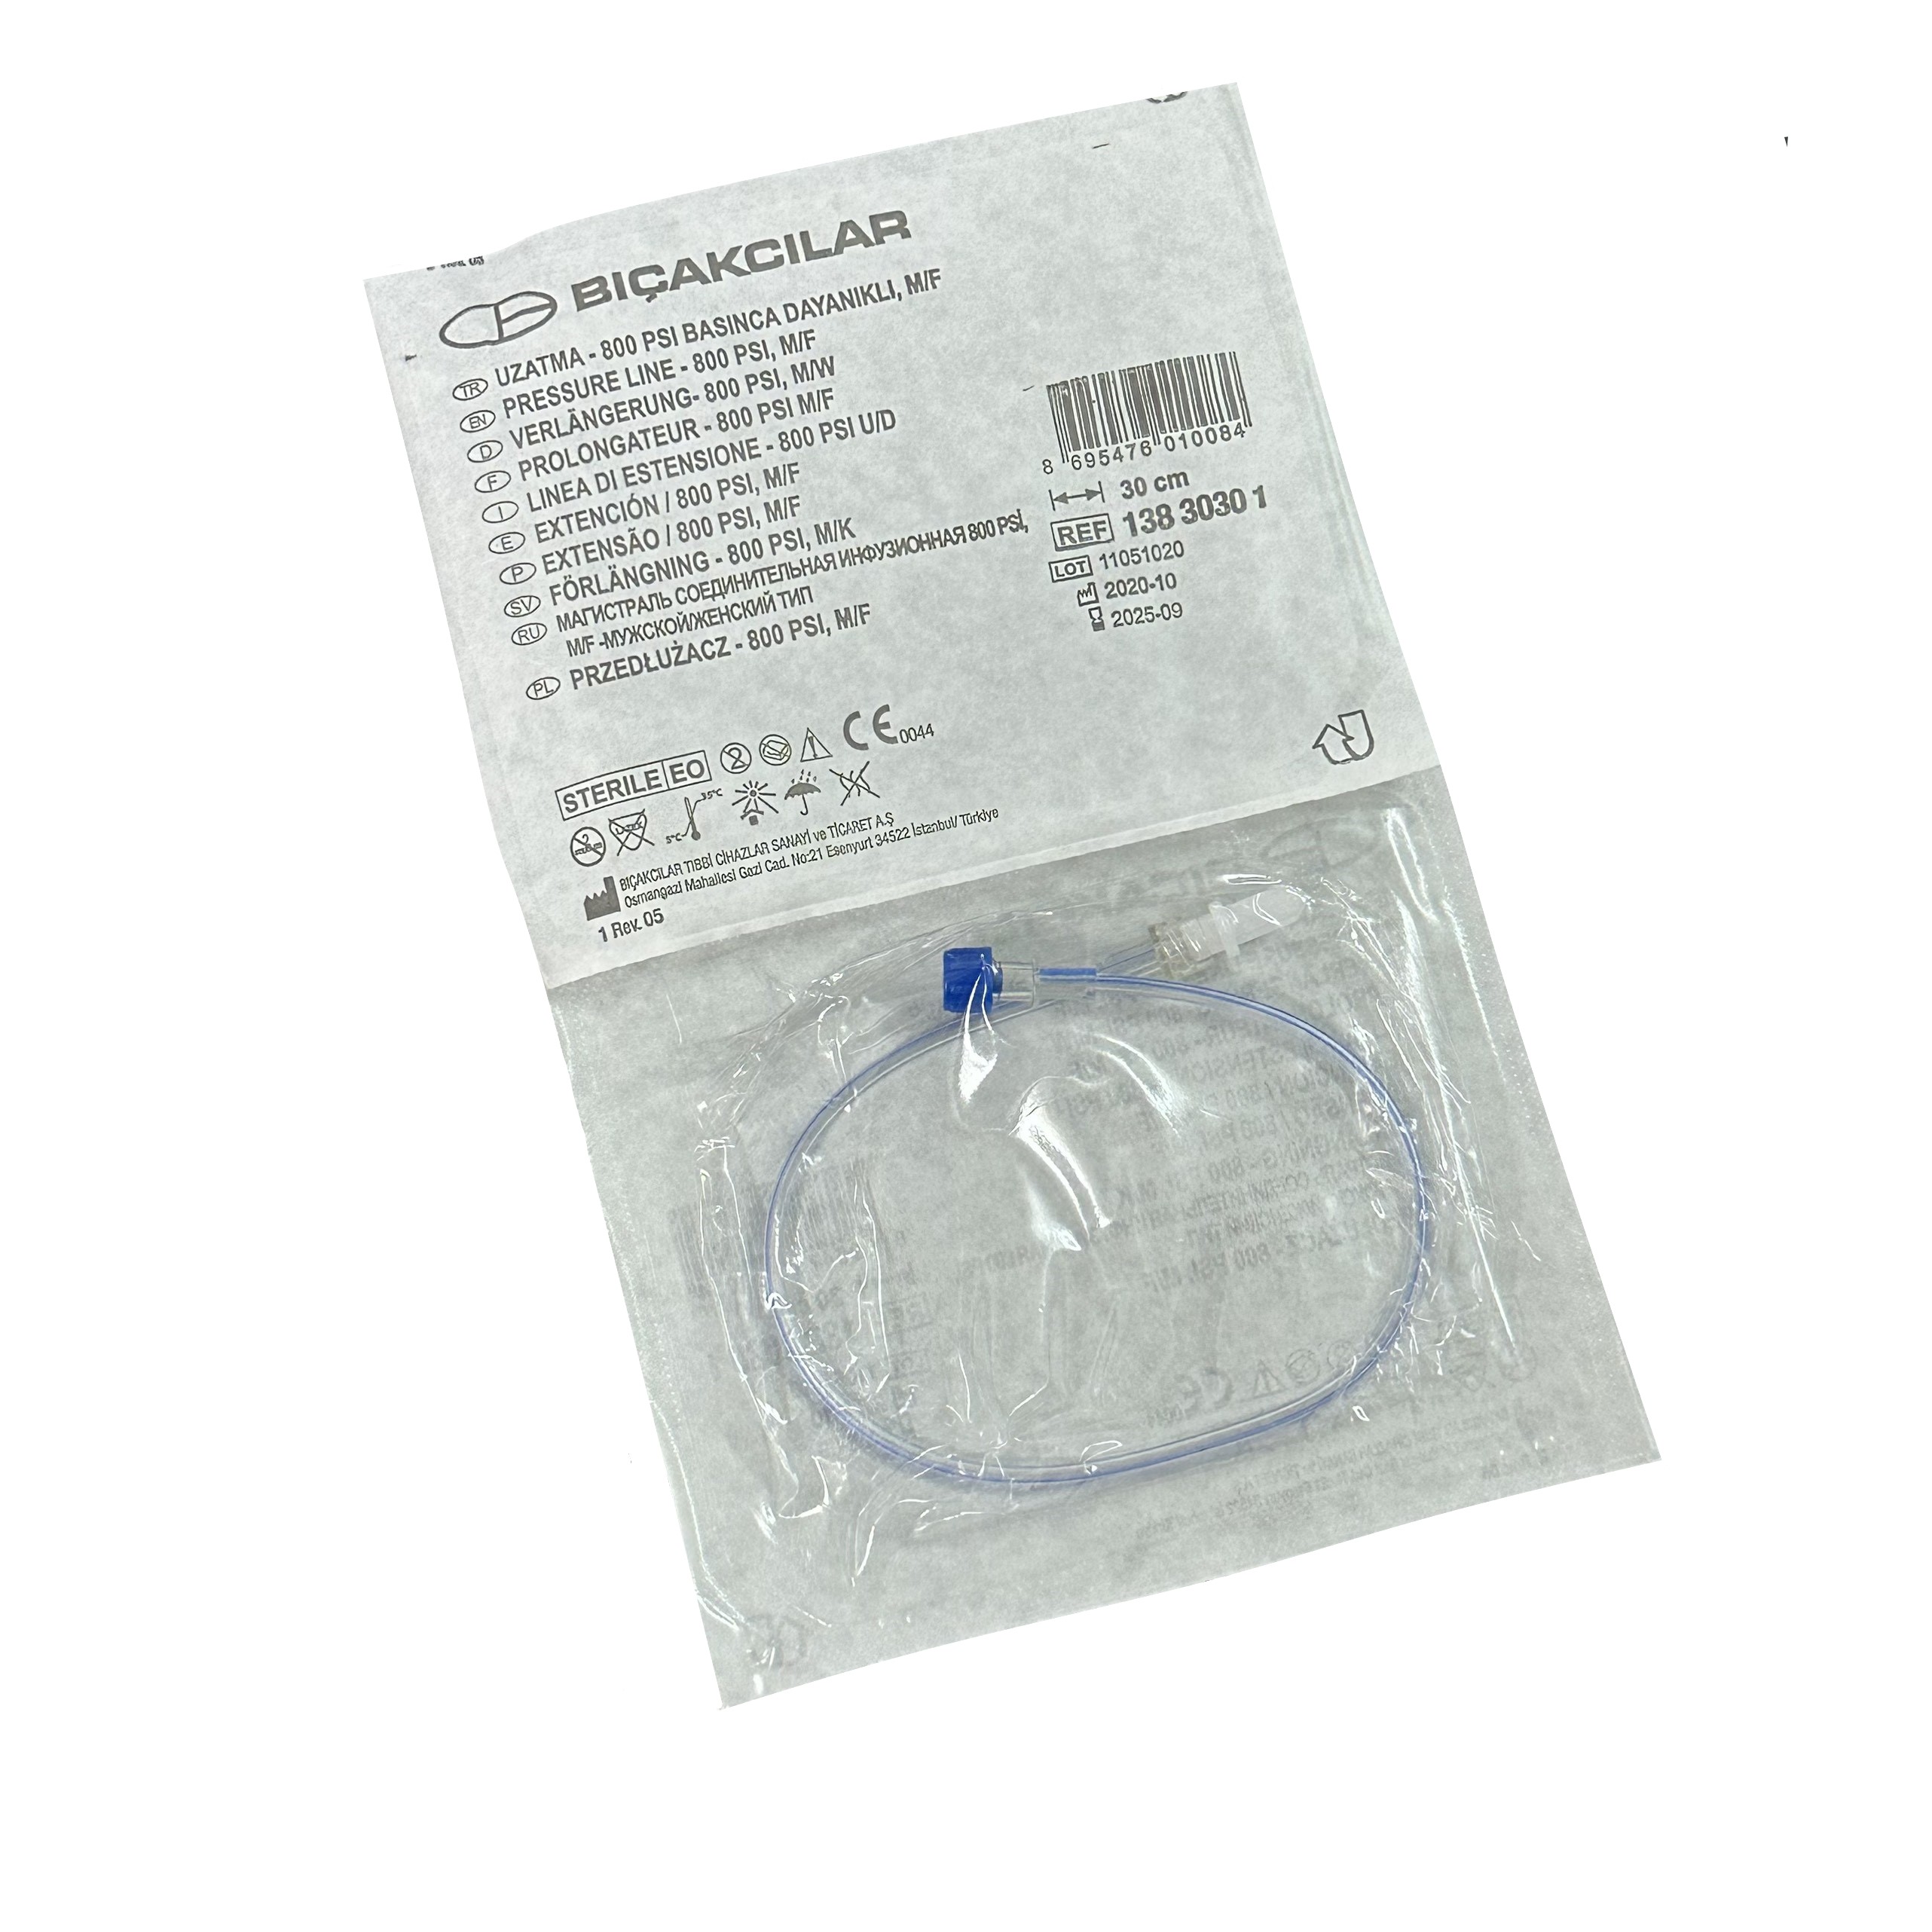 BIÇAKCILAR
TR UZATMA - 800 PSI BASINCA DAYANIKLI, M/F
EN PRESSURE LINE - 800 PSI, M/F
D VERLÄNGERUNG- 800 PSI, M/W
F PROLONGATEUR - 800 PSI M/F
I LINEA DI ESTENSIONE - 800 PSI U/D
E EXTENCIÓN / 800 PSI, M/F
P EXTENSÃO / 800 PSI, M/F
SV FÖRLÄNGNING - 800 PSI, M/K
RU МАГИСТРАЛЬ СОЕДИНИТЕЛЬНАЯ ИНФУЗИОННАЯ 800 PSİ,
M/F -МУЖСКОЙ/ЖЕНСКИЙ ТИП
PL PRZEDŁUŻACZ - 800 PSI, M/F
8 695476 010084
30 cm
REF 138 3030 1
LOT 11051020
2020-10
2025-09
STERILE EO 2 CE 0044
LATEX 5°C 35°C
BIÇAKCILAR TIBBİ CİHAZLAR SANAYİ ve TİCARET A.Ş
Osmangazi Mahallesi Gazi Cad. No:21 Esenyurt 34522 İstanbul/ Türkiye
1 Rev. 05